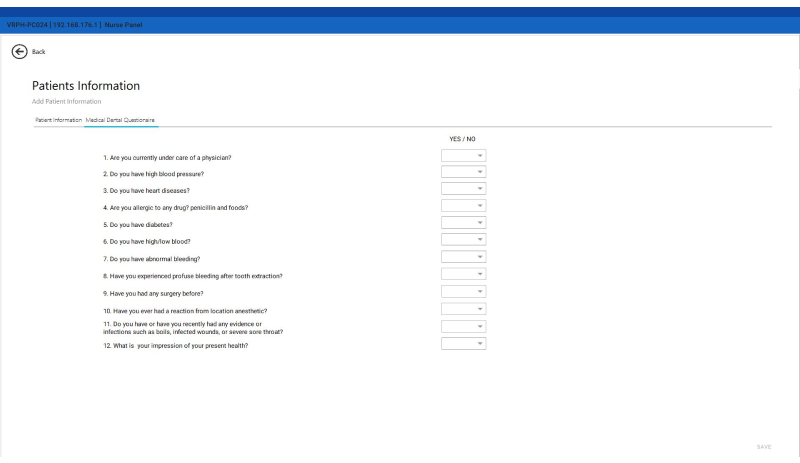 VRPH-PC024 | 192.168.176.1 | Nurse Panel
Back
Patients Information
Add Patient Information
Patient Information Medical Dental Questionaire
YES / NO
1. Are you currently under care of a physician?
2. Do you have high blood pressure?
3. Do you have heart diseases?
4. Are you allergic to any drug? penicillin and foods?
5. Do you have diabetes?
6. Do you have high/low blood?
7. Do you have abnormal bleeding?
8. Have you experienced profuse bleeding after tooth extraction?
9. Have you had any surgery before?
10. Have you ever had a reaction from location anesthetic?
11. Do you have or have you recently had any evidence or
infections such as boils, infected wounds, or severe sore throat?
12. What is your impression of your present health?
SAVE